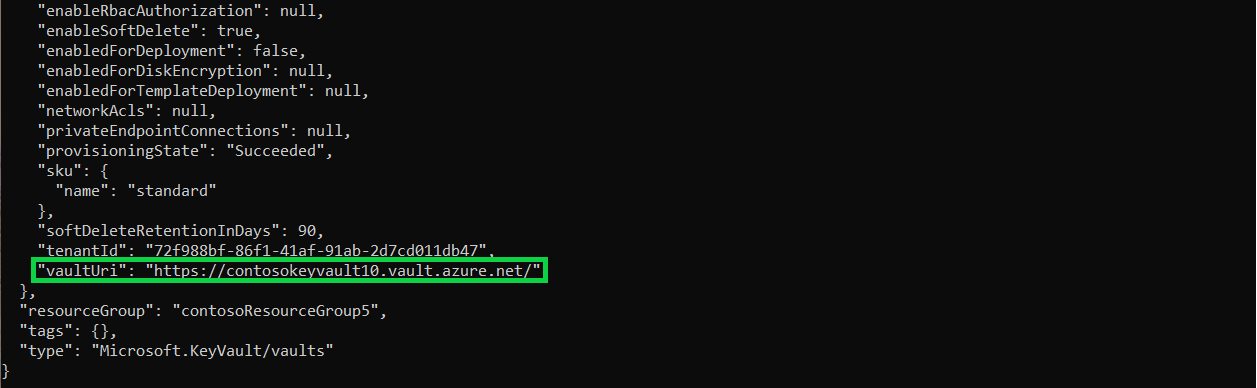 "enableRbacAuthorization": null,
"enableSoftDelete": true,
"enabledForDeployment": false,
"enabledForDiskEncryption": null,
"enabledForTemplateDeployment": null,
"networkAcls": null,
"privateEndpointConnections": null,
"provisioningState": "Succeeded",
"sku": {
"name": "standard"
},
"softDeleteRetentionInDays": 90,
"tenantId": "72f988bf-86f1-41af-91ab-2d7cd011db47",
"vaultUri": "https://contosokeyvault10.vault.azure.net/"
},
"resourceGroup": "contosoResourceGroup5",
"tags": {},
"type": "Microsoft.KeyVault/vaults"
}